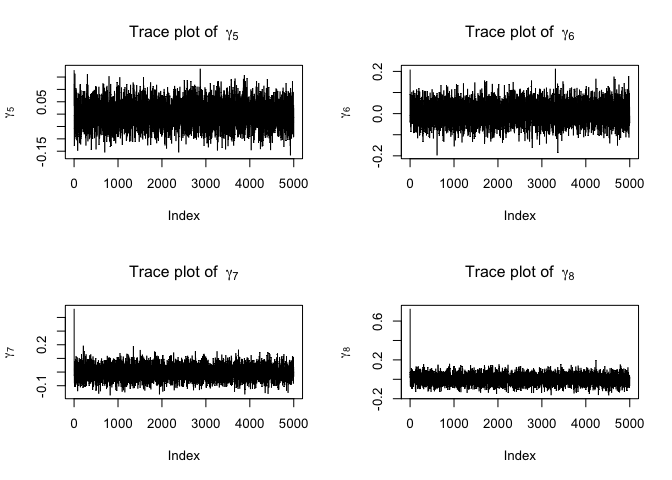 Trace plot of γ5
Trace plot of γ6
γ5
-0.15 0.05
0 1000 2000 3000 4000 5000
Index
γ6
-0.2 0.0 0.2
0 1000 2000 3000 4000 5000
Index
Trace plot of γ7
Trace plot of γ8
γ7
-0.1 0.2
0 1000 2000 3000 4000 5000
Index
γ8
-0.2 0.2 0.6
0 1000 2000 3000 4000 5000
Index